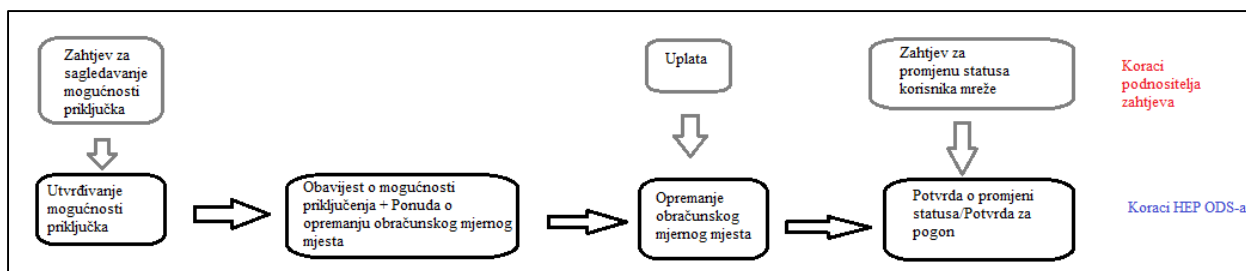 Zahtjev za
sagledavanje
mogućnosti
priključka
Uplata
Zahtjev za
promjenu statusa
korisnika mreže
Koraci
podnositelja
zahtjeva
Utvrđivanje
mogućnosti
priključka
Obavijest o mogućnosti
priključenja + Ponuda o
opremanju obračunskog mjernog
mjesta
Opremanje
obračunskog
mjernog mjesta
Potvrda o promjeni
statusa/Potvrda za
pogon
Koraci HEP ODS-a